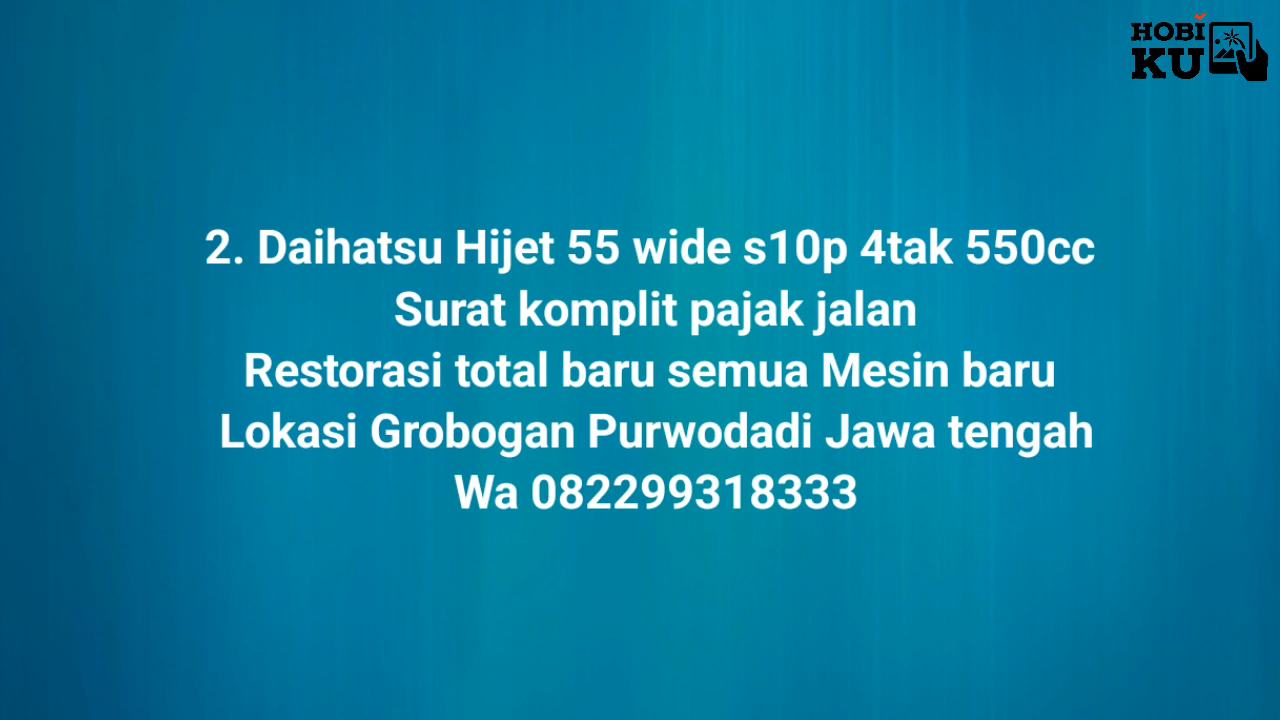 HOBI
KU
2. Daihatsu Hijet 55 wide s10p 4tak 550cc
Surat komplit pajak jalan
Restorasi total baru semua Mesin baru
Lokasi Grobogan Purwodadi Jawa tengah
Wa 082299318333